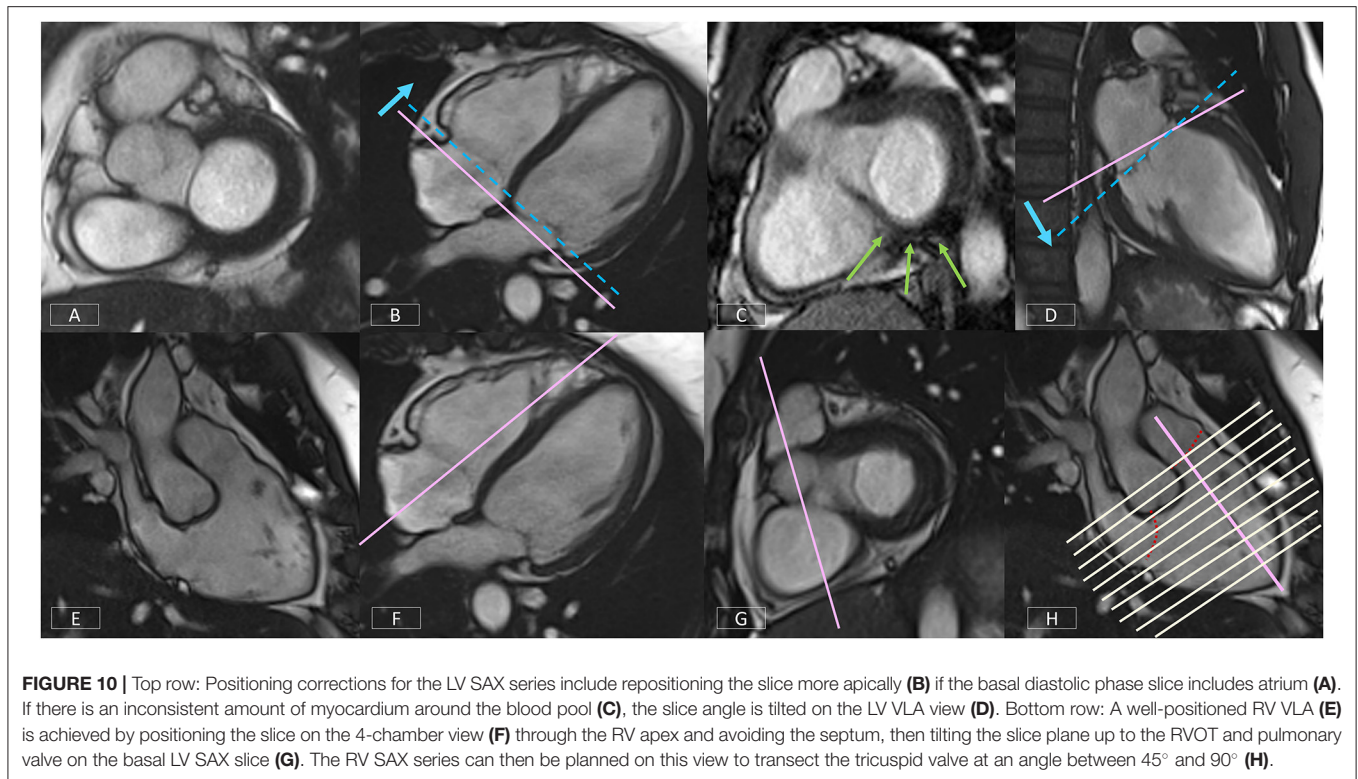 A
B
C
D
E
F
G
H
FIGURE 10 | Top row: Positioning corrections for the LV SAX series include repositioning the slice more apically (B) if the basal diastolic phase slice includes atrium (A).
If there is an inconsistent amount of myocardium around the blood pool (C), the slice angle is tilted on the LV VLA view (D). Bottom row: A well-positioned RV VLA (E)
is achieved by positioning the slice on the 4-chamber view (F) through the RV apex and avoiding the septum, then tilting the slice plane up to the RVOT and pulmonary
valve on the basal LV SAX slice (G). The RV SAX series can then be planned on this view to transect the tricuspid valve at an angle between 45° and 90° (H).